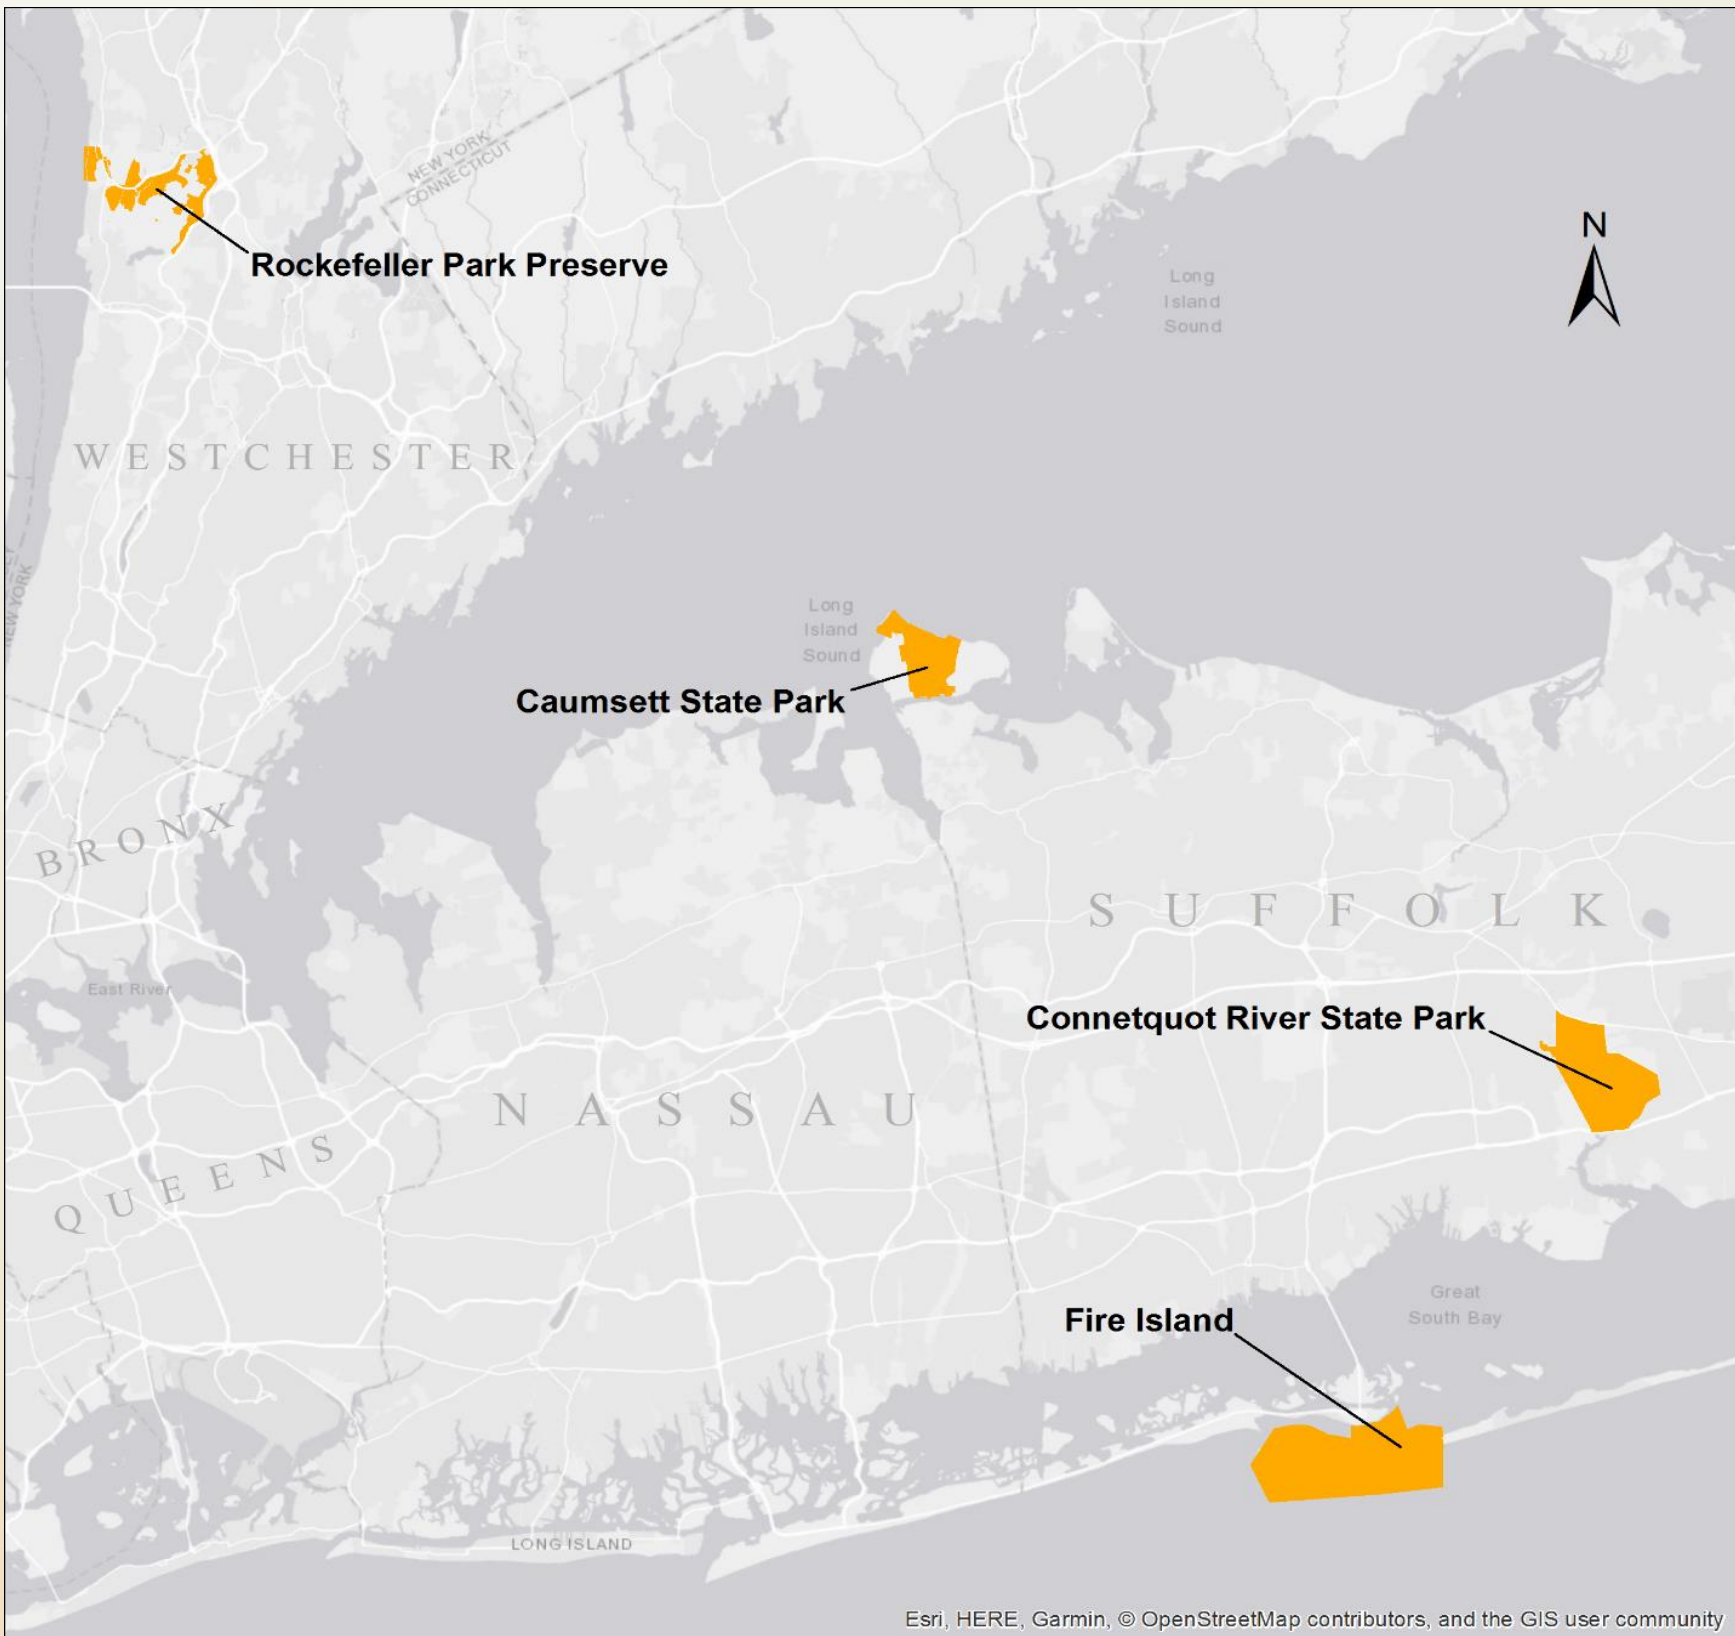 NEW YORK
CONNECTICUT
N
Rockefeller Park Preserve
Long
Island
Sound
WESTCHESTER
NEW YORK
Long
Island
Sound
Caumsett State Park
BRONX
SUFFOLK
East River
Connetquot River State Park
NASSAU
QUEENS
Great
South Bay
Fire Island
LONG ISLAND
Esri, HERE, Garmin, © OpenStreetMap contributors, and the GIS user community